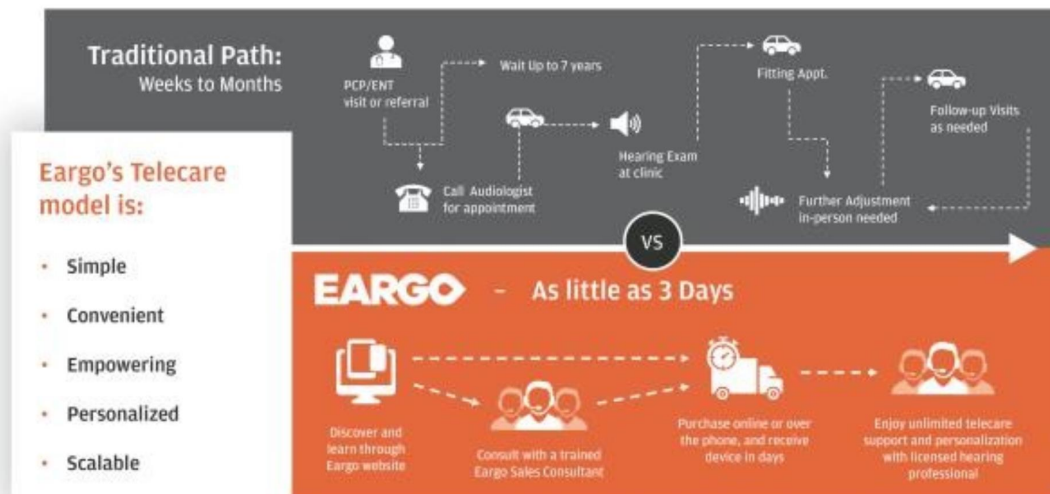 Traditional Path:
Weeks to Months
PCP/ENT
visit or referral
Wait Up to 7 years
Call Audiologist
for appointment
Hearing Exam
at clinic
Fitting Appt.
Further Adjustment
in-person needed
Follow-up Visits
as needed
Eargo's Telecare
model is:
• Simple
• Convenient
• Empowering
• Personalized
• Scalable
VS
EARGO - As little as 3 Days
Discover and
learn through
Eargo website
Consult with a trained
Eargo Sales Consultant
Purchase online or over
the phone, and receive
device in days
Enjoy unlimited telecare
support and personalization
with licensed hearing
professional